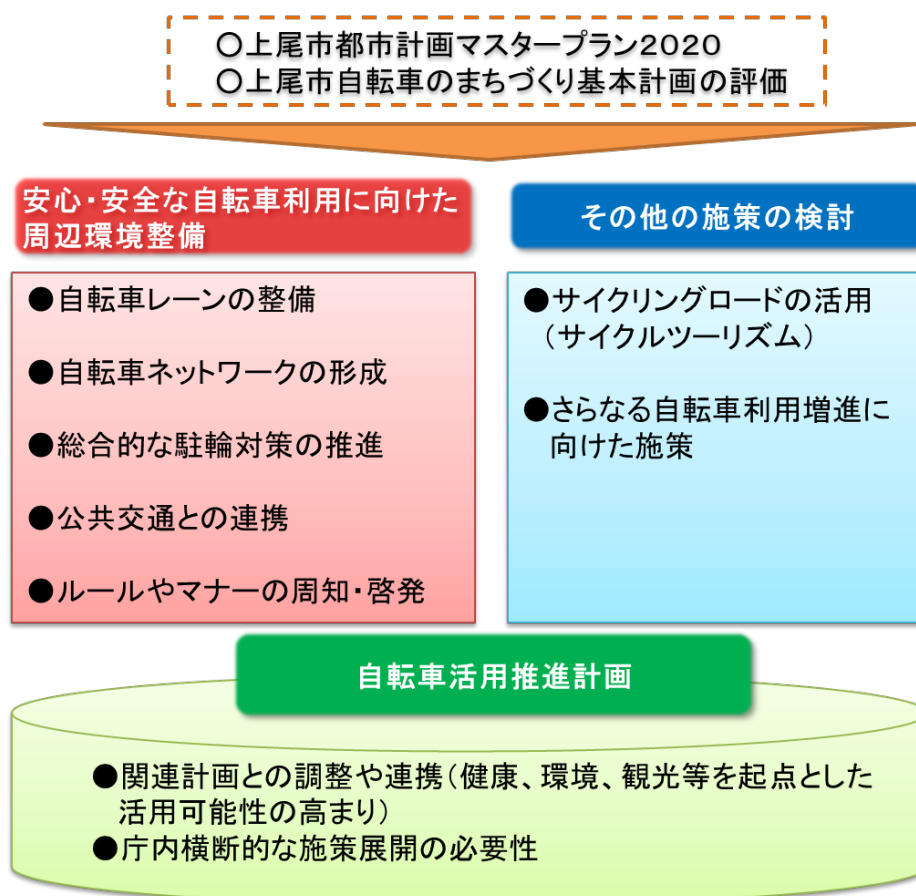 ○上尾市都市計画マスタープラン2020
○上尾市自転車のまちづくり基本計画の評価
安心・安全な自転車利用に向けた
周辺環境整備
●自転車レーンの整備
●自転車ネットワークの形成
●総合的な駐輪対策の推進
●公共交通との連携
●ルールやマナーの周知・啓発
その他の施策の検討
●サイクリングロードの活用
(サイクルツーリズム)
●さらなる自転車利用増進に
向けた施策
自転車活用推進計画
●関連計画との調整や連携(健康、環境、観光等を起点とした
活用可能性の高まり)
●庁内横断的な施策展開の必要性